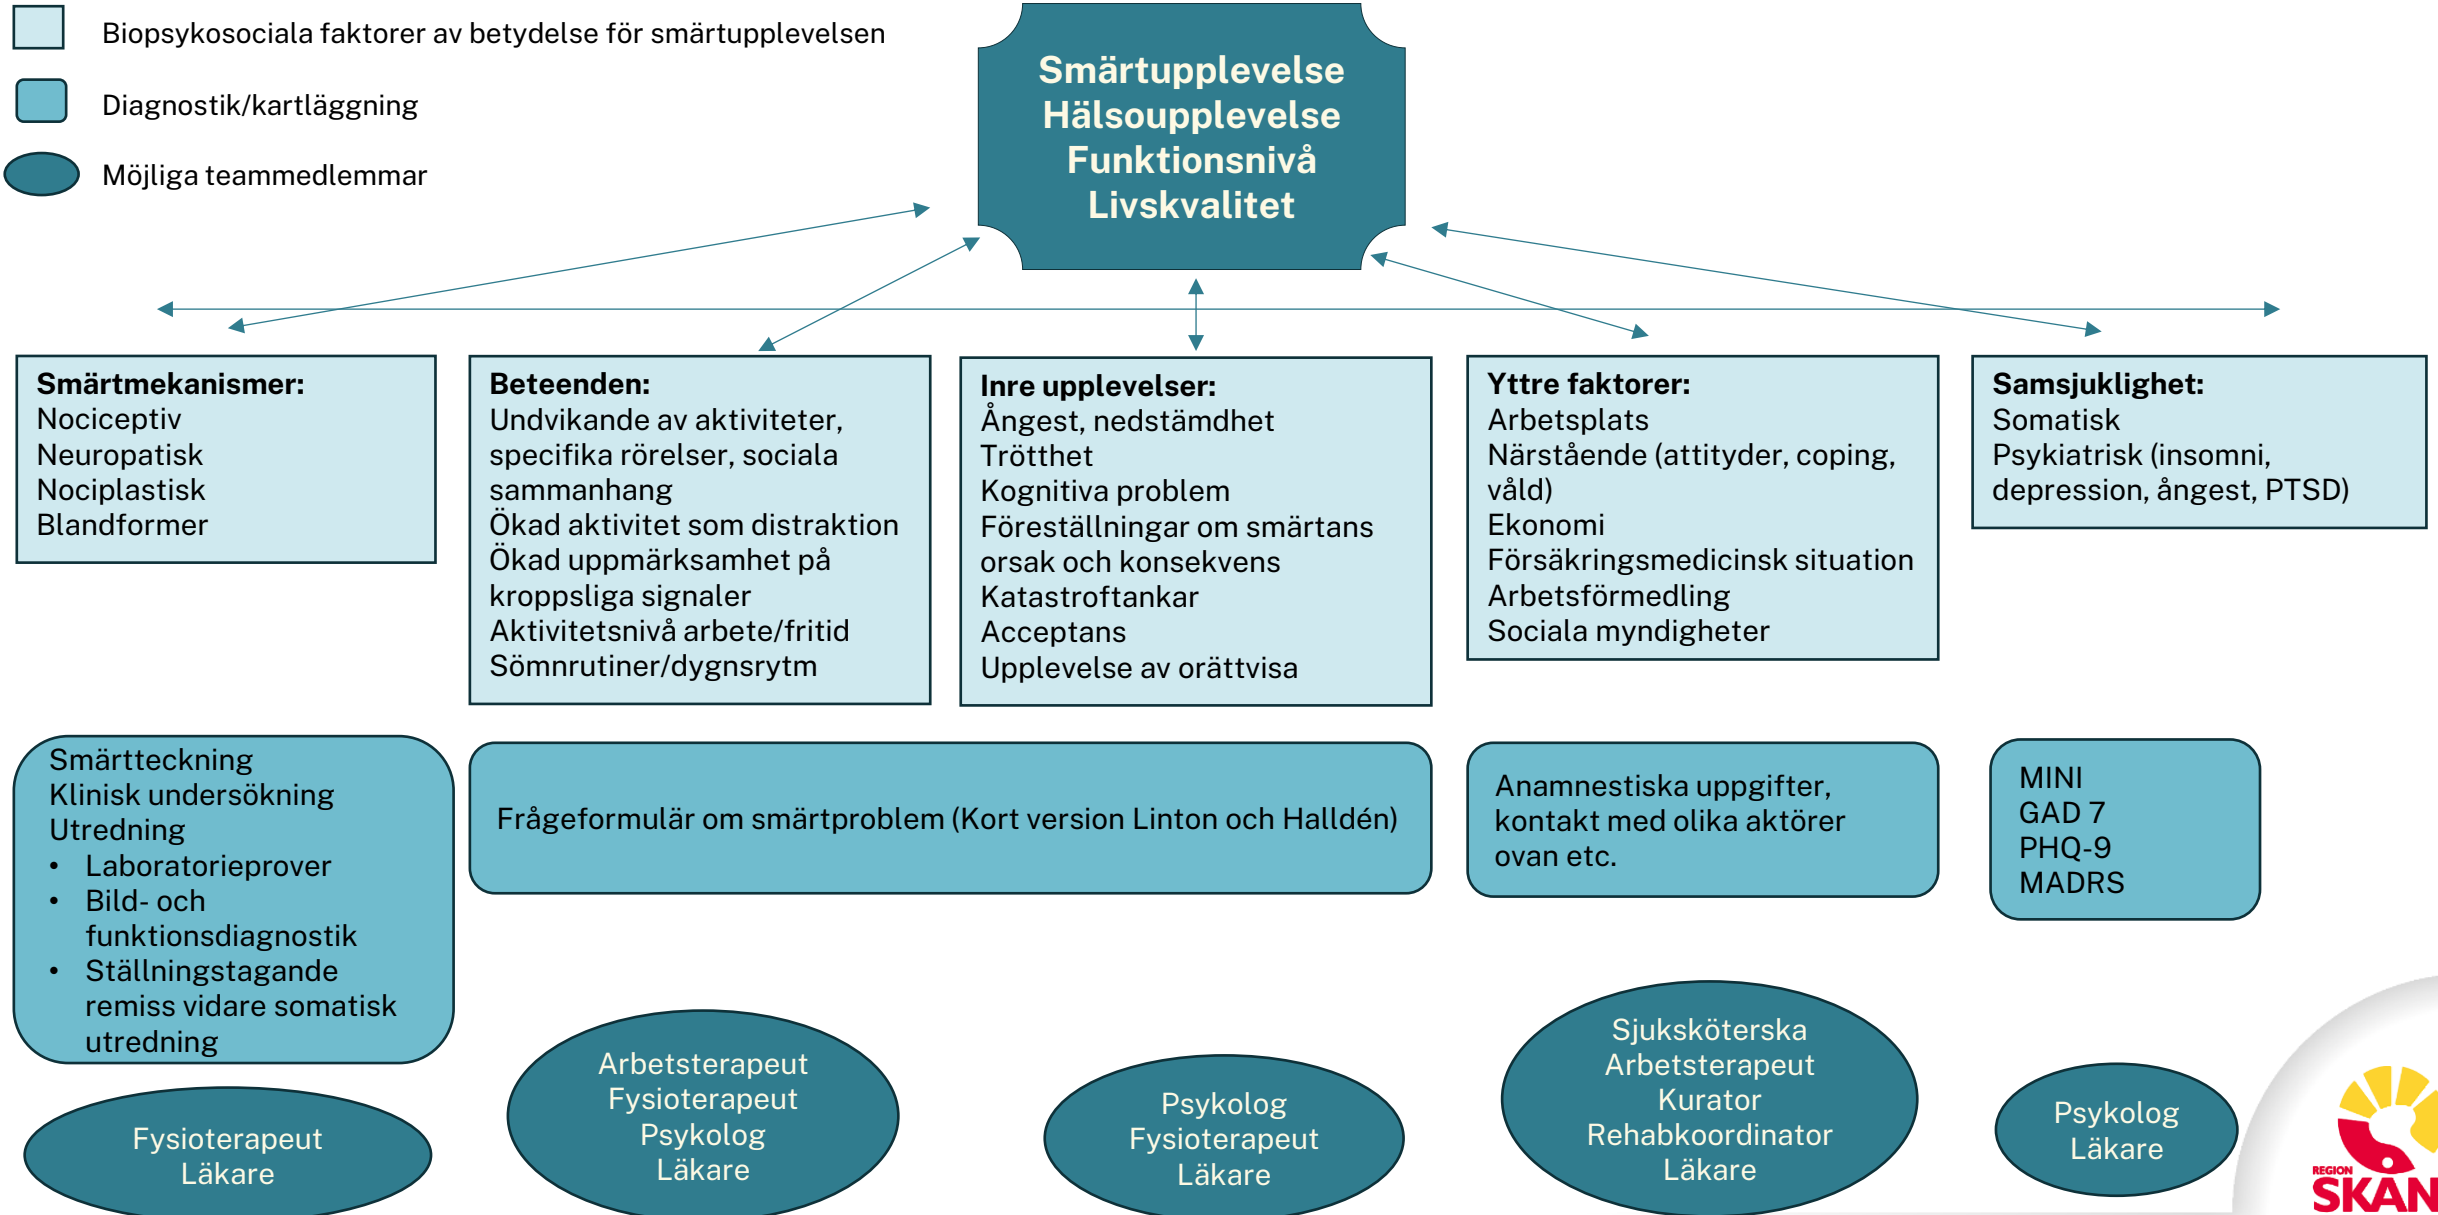 Biopsykosociala faktorer av betydelse för smärtupplevelsen
Diagnostik/kartläggning
Möjliga teammedlemmar
Smärtupplevelse
Hälsoupplevelse
Funktionsnivå
Livskvalitet
Smärtmekanismer:
Nociceptiv
Neuropatisk
Nociplastisk
Blandformer
Beteenden:
Undvikande av aktiviteter,
specifika rörelser, sociala
sammanhang
Ökad aktivitet som distraktion
Ökad uppmärksamhet på
kroppsliga signaler
Aktivitetsnivå arbete/fritid
Sömnrutiner/dygnsrytm
Inre upplevelser:
Ångest, nedstämdhet
Trötthet
Kognitiva problem
Föreställningar om smärtans
orsak och konsekvens
Katastroftankar
Acceptans
Upplevelse av orättvisa
Yttre faktorer:
Arbetsplats
Närstående (attityder, coping,
våld)
Ekonomi
Försäkringsmedicinsk situation
Arbetsförmedling
Sociala myndigheter
Samsjuklighet:
Somatisk
Psykiatrisk (insomni,
depression, ångest, PTSD)
Smärtteckning
Klinisk undersökning
Utredning
• Laboratorieprover
• Bild- och
funktionsdiagnostik
• Ställningstagande
remiss vidare somatisk
utredning
Frågeformulär om smärtproblem (Kort version Linton och Halldén)
Anamnestiska uppgifter,
kontakt med olika aktörer
ovan etc.
MINI
GAD 7
PHQ-9
MADRS
Fysioterapeut
Läkare
Arbetsterapeut
Fysioterapeut
Psykolog
Läkare
Psykolog
Fysioterapeut
Läkare
Sjuksköterska
Arbetsterapeut
Kurator
Rehabkoordinator
Läkare
Psykolog
Läkare
REGION
SKAN